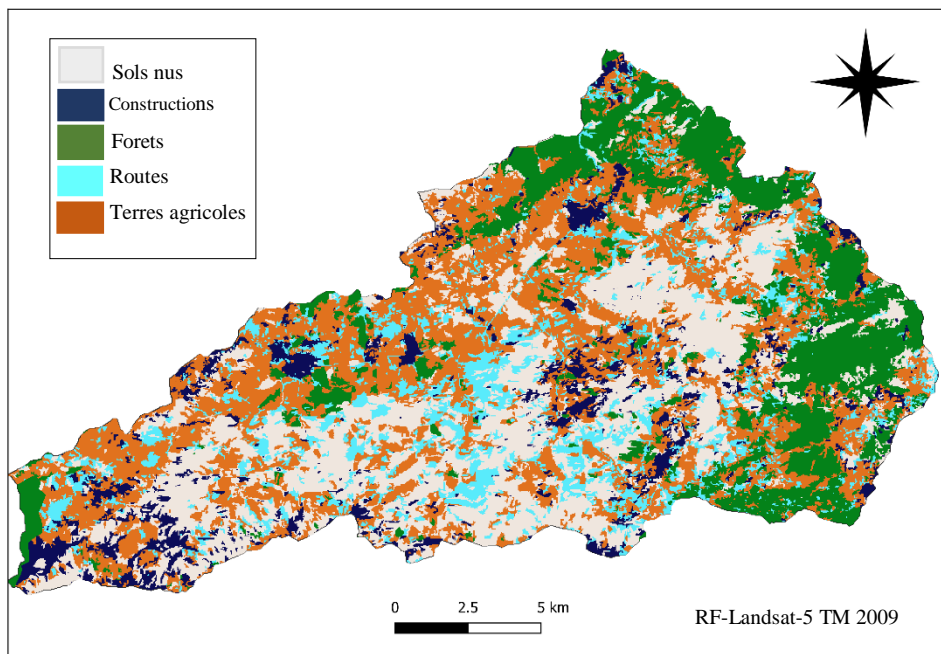 Sols nus
Constructions
Forets
Routes
Terres agricoles
0 2.5 5 km
RF-Landsat-5 TM 2009